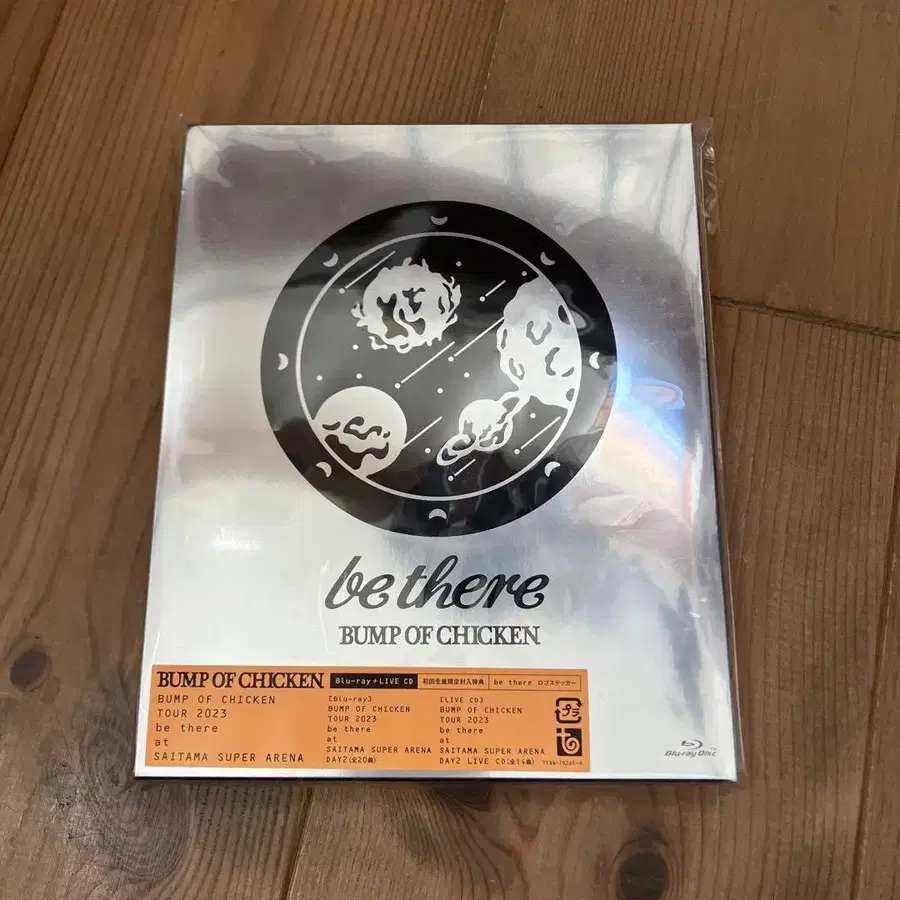 be there
BUMP OF CHICKEN
BUMP OF CHICKEN
Blu-ray+LIVE CD
初回生産限定封入特典
be there ロゴステッカー
BUMP OF CHICKEN
TOUR 2023
be there
at
SAITAMA SUPER ARENA
[Blu-ray]
BUMP OF CHICKEN
TOUR 2023
be there
at
SAITAMA SUPER ARENA
DAY2(全20曲)
[LIVE CD]
BUMP OF CHICKEN
TOUR 2023
be there
at
SAITAMA SUPER ARENA
DAY2 LIVE CD(全14曲)
プラ
Blu-ray Disc